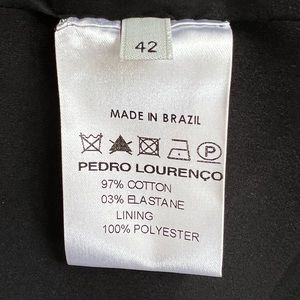 42
MADE IN BRAZIL
P
PEDRO LOURENÇO
97% COTTON
03% ELASTANE
LINING
100% POLYESTER